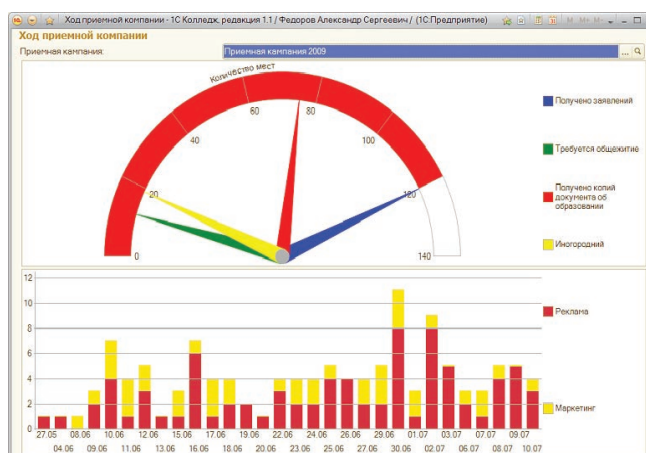 Ход приемной компании - 1С Колледж, редакция 1.1 / Федоров Александр Сергеевич / (1С:Предприятие)
M M+ M-
Ход приемной компании
Приемная кампания:
Приемная кампания 2009
...
Количество мест
0
20
40
60
80
100
120
140
Получено заявлений
Требуется общежитие
Получено копий
документа об
образовании
Иногородний
12
10
8
6
4
2
0
27.05 08.06 10.06 12.06 15.06 17.06 19.06 22.06 24.06 26.06 29.06 01.07 03.07 07.07 09.07
04.06 09.06 11.06 13.06 16.06 18.06 20.06 23.06 25.06 27.06 30.06 02.07 06.07 08.07 10.07
Реклама
Маркетинг